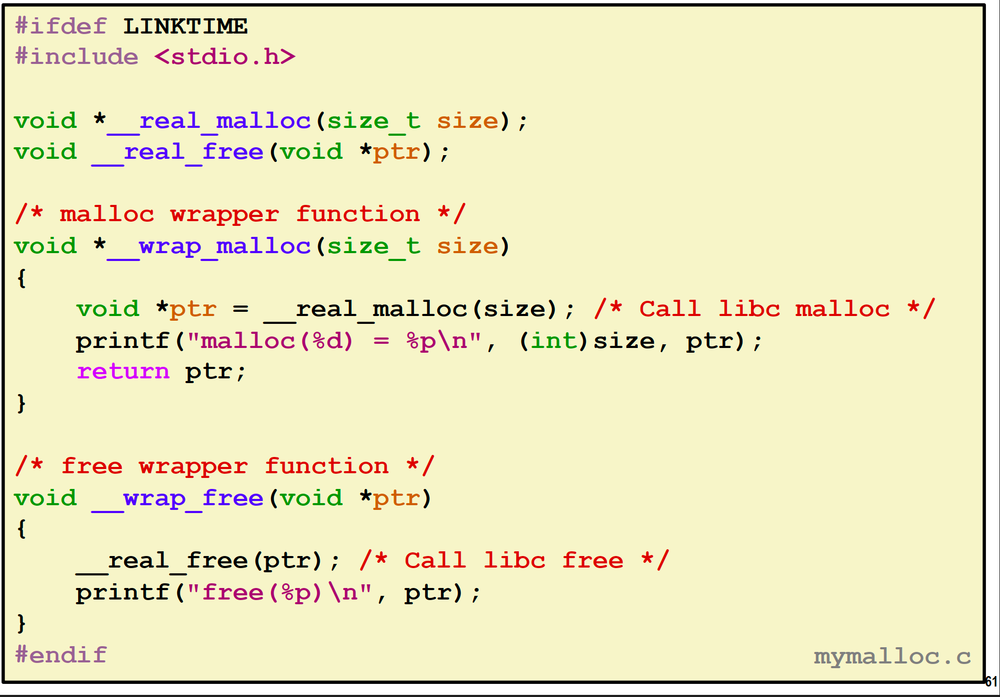 #ifdef LINKTIME
#include <stdio.h>

void *__real_malloc(size_t size);
void __real_free(void *ptr);

/* malloc wrapper function */
void *__wrap_malloc(size_t size)
{
    void *ptr = __real_malloc(size); /* Call libc malloc */
    printf("malloc(%d) = %p\n", (int)size, ptr);
    return ptr;
}

/* free wrapper function */
void __wrap_free(void *ptr)
{
    __real_free(ptr); /* Call libc free */
    printf("free(%p)\n", ptr);
}
#endif
mymalloc.c
61